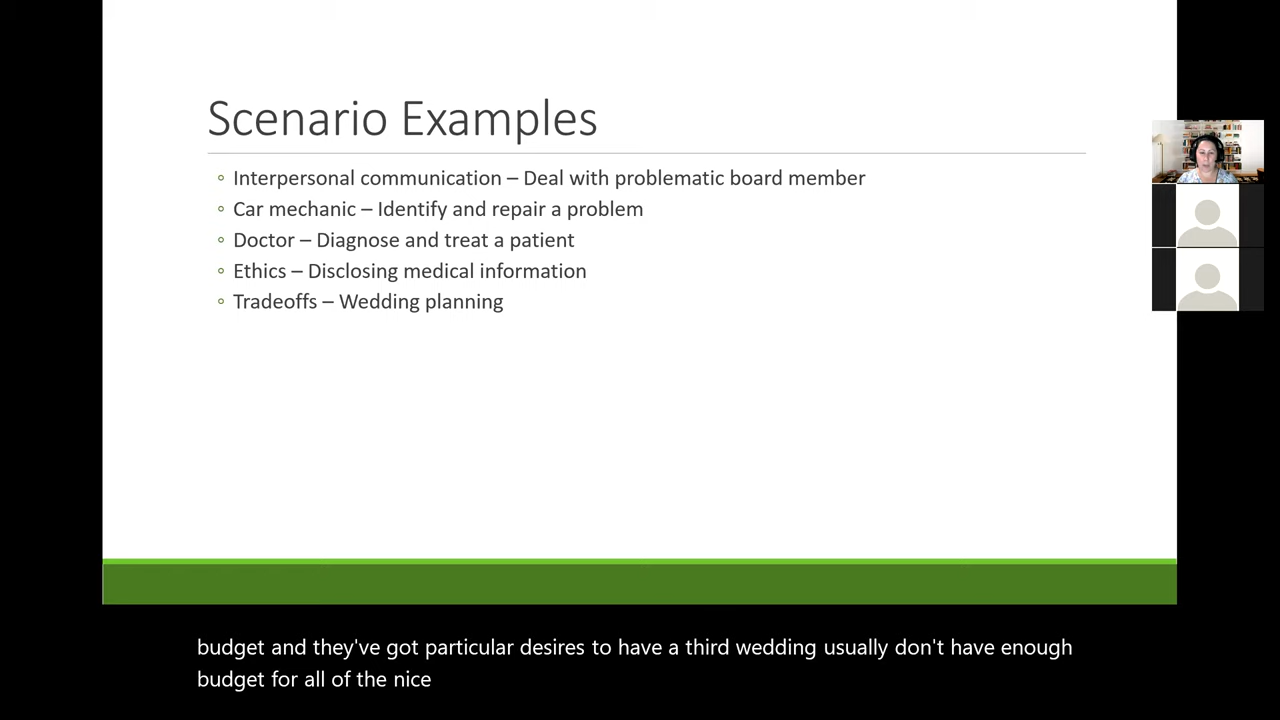 Scenario Examples
◦ Interpersonal communication – Deal with problematic board member
◦ Car mechanic – Identify and repair a problem
◦ Doctor – Diagnose and treat a patient
◦ Ethics – Disclosing medical information
◦ Tradeoffs – Wedding planning
budget and they've got particular desires to have a third wedding usually don't have enough
budget for all of the nice